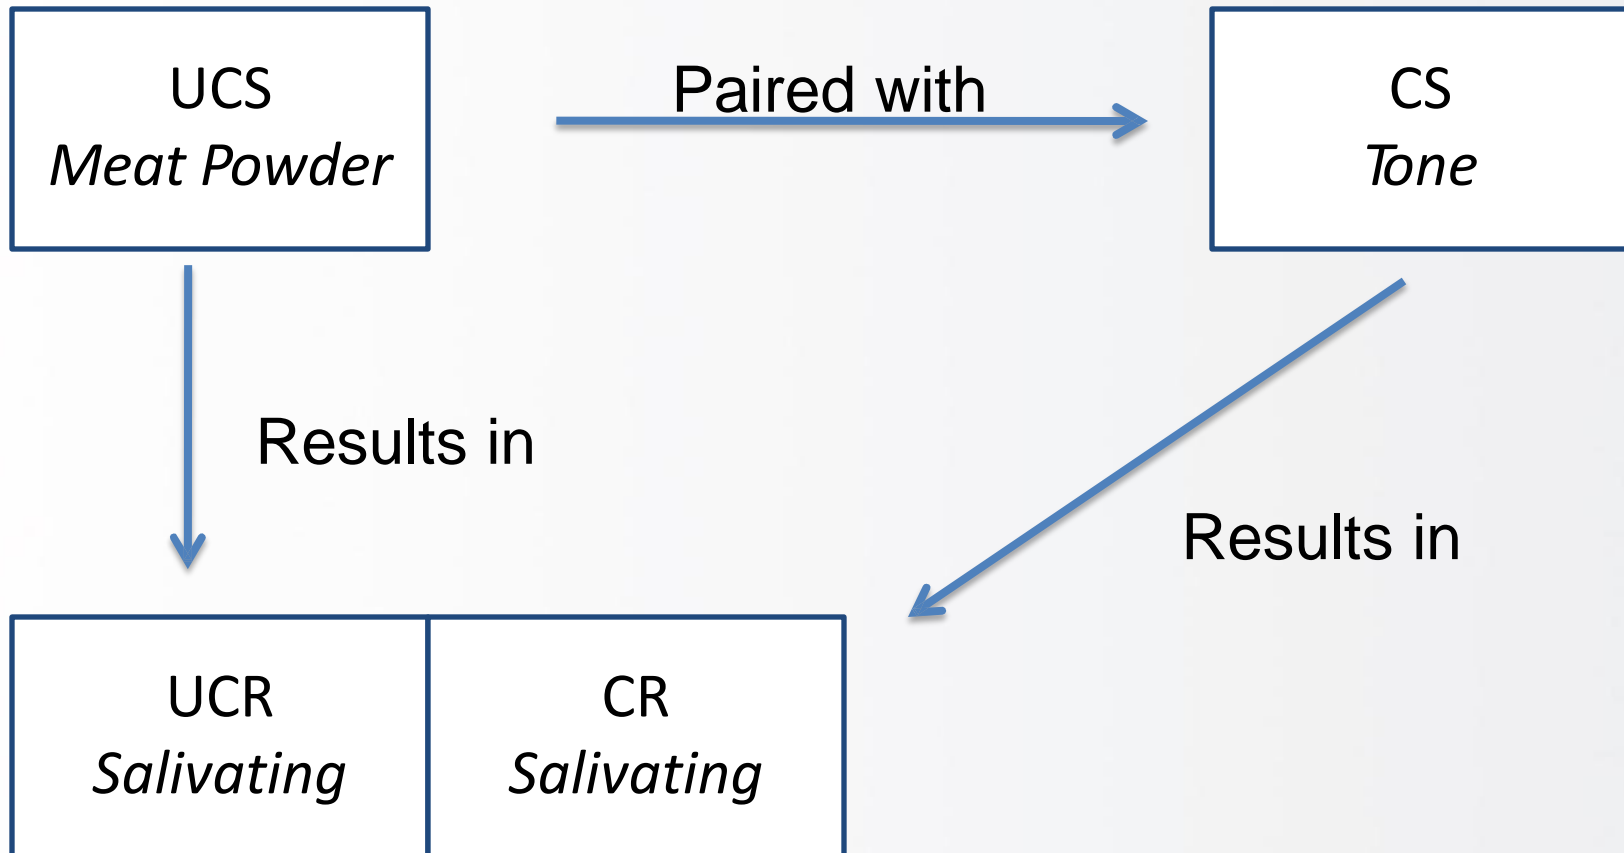 UCS
Meat Powder
Paired with
CS
Tone
Results in
Results in
UCR
Salivating
CR
Salivating